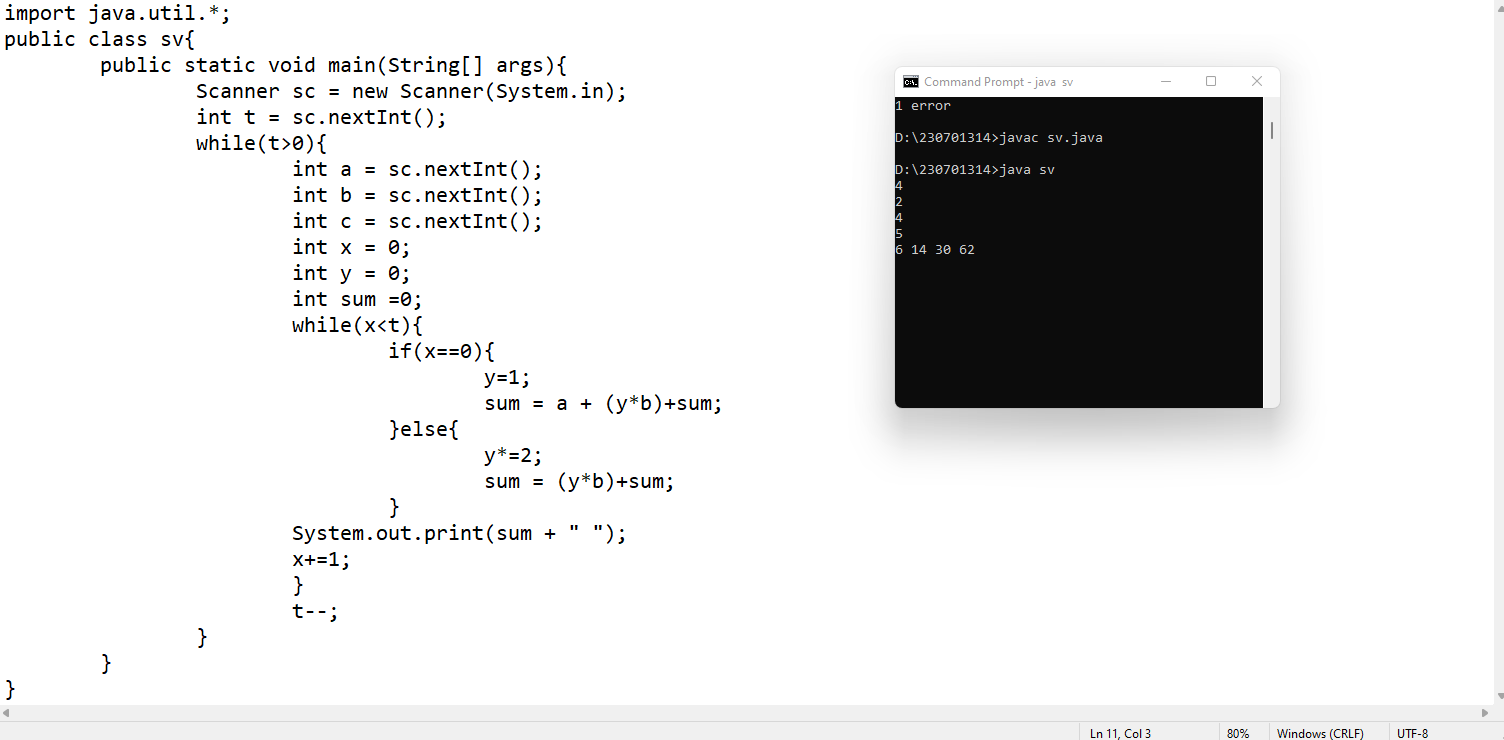 import java.util.*;
public class sv{
public static void main(String[] args){
Scanner sc = new Scanner(System.in);
int t = sc.nextInt();
while(t>0){
int a = sc.nextInt();
int b = sc.nextInt();
int c = sc.nextInt();
int x = 0;
int y = 0;
int sum =0;
while(x<t){
if(x==0){
y=1;
sum = a + (y*b)+sum;
}else{
y*=2;
sum = (y*b)+sum;
}
System.out.print(sum + " ");
x+=1;
}
t--;
}
}
}
Command Prompt - java sv
1 error
D:\230701314>javac sv.java
D:\230701314>java sv
4
2
4
5
6 14 30 62
Ln 11, Col 3
80%
Windows (CRLF)
UTF-8